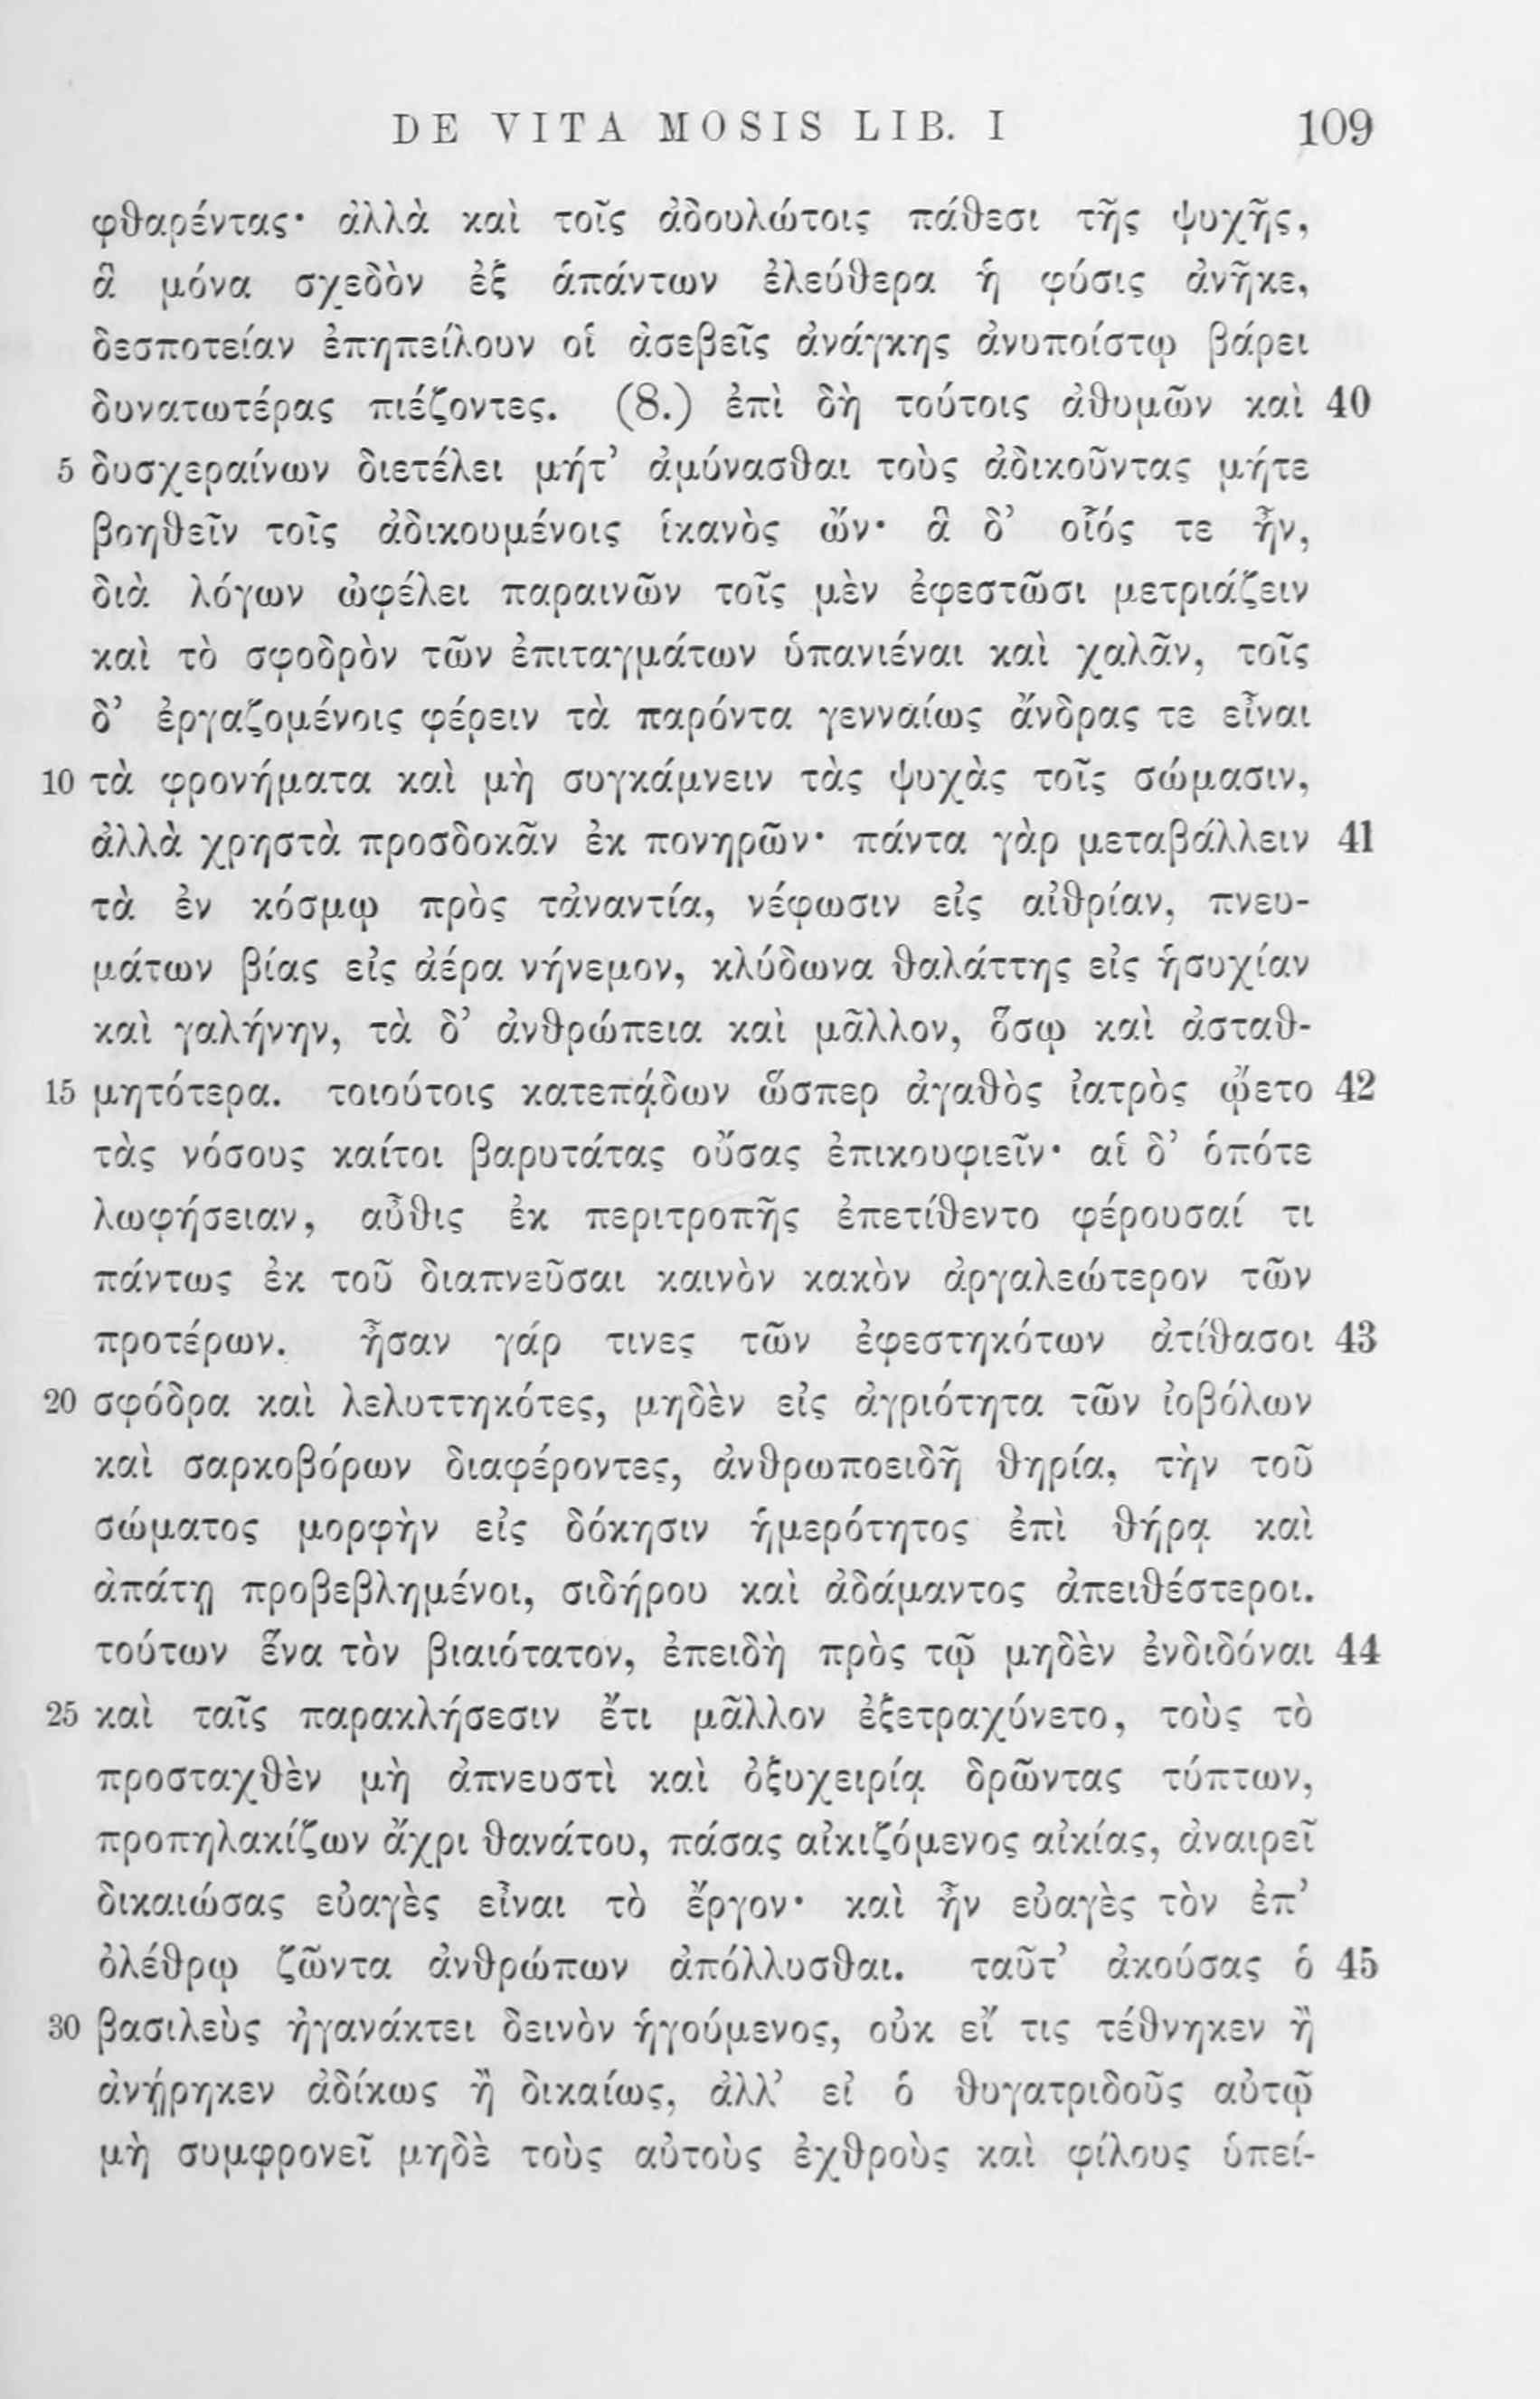 DE VITA MOSIS LIB. I 109
φθαρέντας· ἀλλὰ καὶ τοῖς ἀδουλώτοις πάθεσι τῆς ψυχῆς,
ἃ μόνα σχεδὸν ἐξ ἁπάντων ἐλεύθερα ἡ φύσις ἀνῆκε,
δεσποτείαν ἐπηπείλουν οἱ ἀσεβεῖς ἀνάγκης ἀνυποίστῳ βάρει
δυνατωτέρας πιέζοντες. (8.) ἐπὶ δὴ τούτοις ἀθυμῶν καὶ 40
5 δυσχεραίνων διετέλει μήτ’ ἀμύνασθαι τοὺς ἀδικοῦντας μήτε
βοηθεῖν τοῖς ἀδικουμένοις ἱκανὸς ὤν· ἃ δ’ οἷός τε ἦν,
διὰ λόγων ὠφέλει παραινῶν τοῖς μὲν ἐφεστῶσι μετριάζειν
καὶ τὸ σφοδρὸν τῶν ἐπιταγμάτων ὑπανιέναι καὶ χαλᾶν, τοῖς
δ’ ἐργαζομένοις φέρειν τὰ παρόντα γενναίως ἄνδρας τε εἶναι
10 τὰ φρονήματα καὶ μὴ συγκάμνειν τὰς ψυχὰς τοῖς σώμασιν,
ἀλλὰ χρηστὰ προσδοκᾶν ἐκ πονηρῶν· πάντα γὰρ μεταβάλλειν 41
τὰ ἐν κόσμῳ πρὸς τἀναντία, νέφωσιν εἰς αἰθρίαν, πνευ-
μάτων βίας εἰς ἀέρα νήνεμον, κλύδωνα θαλάττης εἰς ἡσυχίαν
καὶ γαλήνην, τὰ δ’ ἀνθρώπεια καὶ μᾶλλον, ὅσῳ καὶ ἀσταθ-
15 μητότερα. τοιούτοις κατεπᾴδων ὥσπερ ἀγαθὸς ἰατρὸς ᾤετο 42
τὰς νόσους καίτοι βαρυτάτας οὔσας ἐπικουφιεῖν· αἱ δ’ ὁπότε
λωφήσειαν, αὖθις ἐκ περιτροπῆς ἐπετίθεντο φέρουσαί τι
πάντως ἐκ τοῦ διαπνεῦσαι καινὸν κακὸν ἀργαλεώτερον τῶν
προτέρων. ἦσαν γάρ τινες τῶν ἐφεστηκότων ἀτίθασοι 43
20 σφόδρα καὶ λελυττηκότες, μηδὲν εἰς ἀγριότητα τῶν ἰοβόλων
καὶ σαρκοβόρων διαφέροντες, ἀνθρωποειδῆ θηρία, τὴν τοῦ
σώματος μορφὴν εἰς δόκησιν ἡμερότητος ἐπὶ θήρᾳ καὶ
ἀπάτῃ προβεβλημένοι, σιδήρου καὶ ἀδάμαντος ἀπειθέστεροι.
τούτων ἕνα τὸν βιαιότατον, ἐπειδὴ πρὸς τῷ μηδὲν ἐνδιδόναι 44
25 καὶ ταῖς παρακλήσεσιν ἔτι μᾶλλον ἐξετραχύνετο, τοὺς τὸ
προσταχθὲν μὴ ἀπνευστὶ καὶ ὀξυχειρίᾳ δρῶντας τύπτων,
προπηλακίζων ἄχρι θανάτου, πάσας αἰκιζόμενος αἰκίας, ἀναιρεῖ
δικαιώσας εὐαγὲς εἶναι τὸ ἔργον· καὶ ἦν εὐαγὲς τὸν ἐπ’
ὀλέθρῳ ζῶντα ἀνθρώπων ἀπόλλυσθαι. ταῦτ’ ἀκούσας ὁ 45
30 βασιλεὺς ἠγανάκτει δεινὸν ἡγούμενος, οὐκ εἴ τις τέθνηκεν ἢ
ἀνῄρηκεν ἀδίκως ἢ δικαίως, ἀλλ’ εἰ ὁ θυγατριδοῦς αὐτῷ
μὴ συμφρονεῖ μηδὲ τοὺς αὐτοὺς ἐχθροὺς καὶ φίλους ὑπεί-